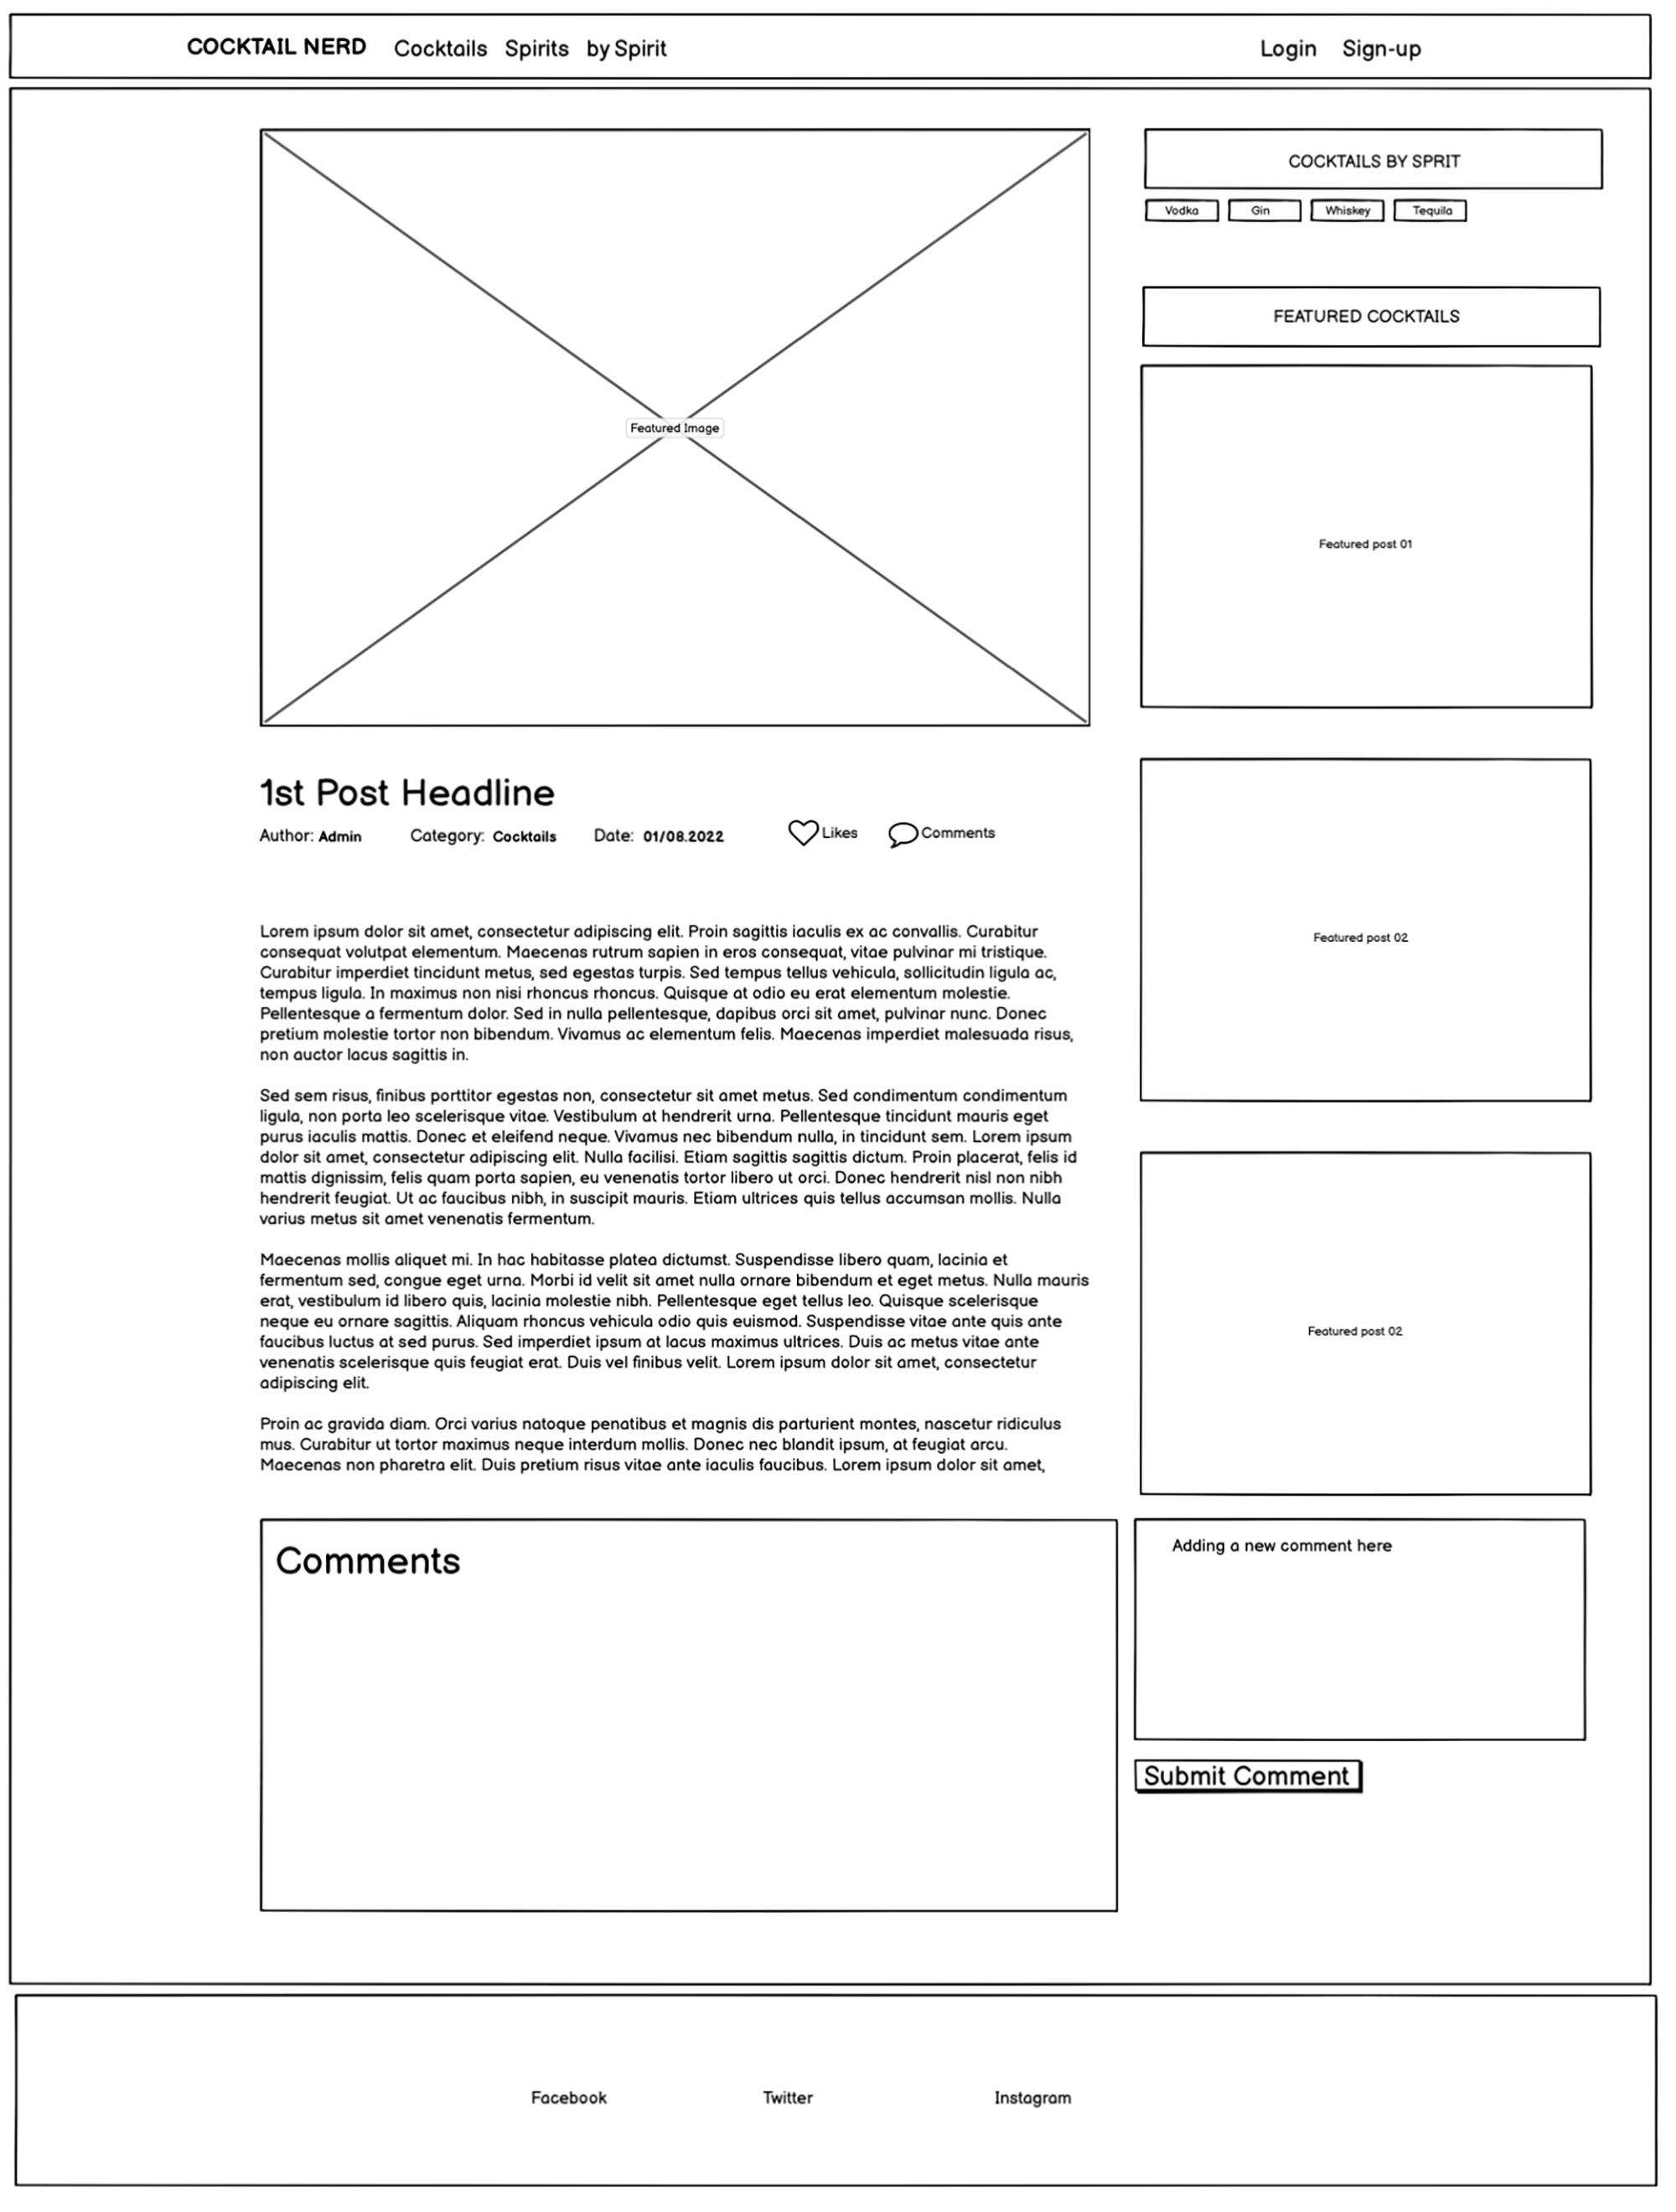 COCKTAIL NERD Cocktails Spirits by Spirit Login Sign-up
Featured Image
1st Post Headline
Author: Admin Category: Cocktails Date: 01/08.2022 Likes Comments
Lorem ipsum dolor sit amet, consectetur adipiscing elit. Proin sagittis iaculis ex ac convallis. Curabitur
consequat volutpat elementum. Maecenas rutrum sapien in eros consequat, vitae pulvinar mi tristique.
Curabitur imperdiet tincidunt metus, sed egestas turpis. Sed tempus tellus vehicula, sollicitudin ligula ac,
tempus ligula. In maximus non nisi rhoncus rhoncus. Quisque at odio eu erat elementum molestie.
Pellentesque a fermentum dolor. Sed in nulla pellentesque, dapibus orci sit amet, pulvinar nunc. Donec
pretium molestie tortor non bibendum. Vivamus ac elementum felis. Maecenas imperdiet malesuada risus,
non auctor lacus sagittis in.
Sed sem risus, finibus porttitor egestas non, consectetur sit amet metus. Sed condimentum condimentum
ligula, non porta leo scelerisque vitae. Vestibulum at hendrerit urna. Pellentesque tincidunt mauris eget
purus iaculis mattis. Donec et eleifend neque. Vivamus nec bibendum nulla, in tincidunt sem. Lorem ipsum
dolor sit amet, consectetur adipiscing elit. Nulla facilisi. Etiam sagittis sagittis dictum. Proin placerat, felis id
mattis dignissim, felis quam porta sapien, eu venenatis tortor libero ut orci. Donec hendrerit nisl non nibh
hendrerit feugiat. Ut ac faucibus nibh, in suscipit mauris. Etiam ultrices quis tellus accumsan mollis. Nulla
varius metus sit amet venenatis fermentum.
Maecenas mollis aliquet mi. In hac habitasse platea dictumst. Suspendisse libero quam, lacinia et
fermentum sed, congue eget urna. Morbi id velit sit amet nulla ornare bibendum et eget metus. Nulla mauris
erat, vestibulum id libero quis, lacinia molestie nibh. Pellentesque eget tellus leo. Quisque scelerisque
neque eu ornare sagittis. Aliquam rhoncus vehicula odio quis euismod. Suspendisse vitae ante quis ante
faucibus luctus at sed purus. Sed imperdiet ipsum at lacus maximus ultrices. Duis ac metus vitae ante
venenatis scelerisque quis feugiat erat. Duis vel finibus velit. Lorem ipsum dolor sit amet, consectetur
adipiscing elit.
Proin ac gravida diam. Orci varius natoque penatibus et magnis dis parturient montes, nascetur ridiculus
mus. Curabitur ut tortor maximus neque interdum mollis. Donec nec blandit ipsum, at feugiat arcu.
Maecenas non pharetra elit. Duis pretium risus vitae ante iaculis faucibus. Lorem ipsum dolor sit amet,
COCKTAILS BY SPRIT
Vodka Gin Whiskey Tequila
FEATURED COCKTAILS
Featured post 01
Featured post 02
Featured post 02
Comments
Adding a new comment here
Submit Comment
Facebook Twitter Instagram